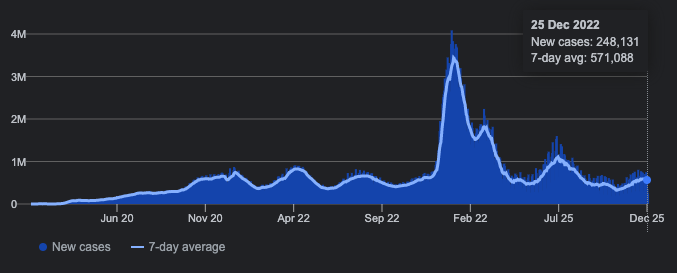 25 Dec 2022
New cases: 248,131
7-day avg: 571,088
4M
3M
2M
1M
0
Jun 20 Nov 20 Apr 22 Sep 22 Feb 22 Jul 25 Dec 25
New cases 7-day average